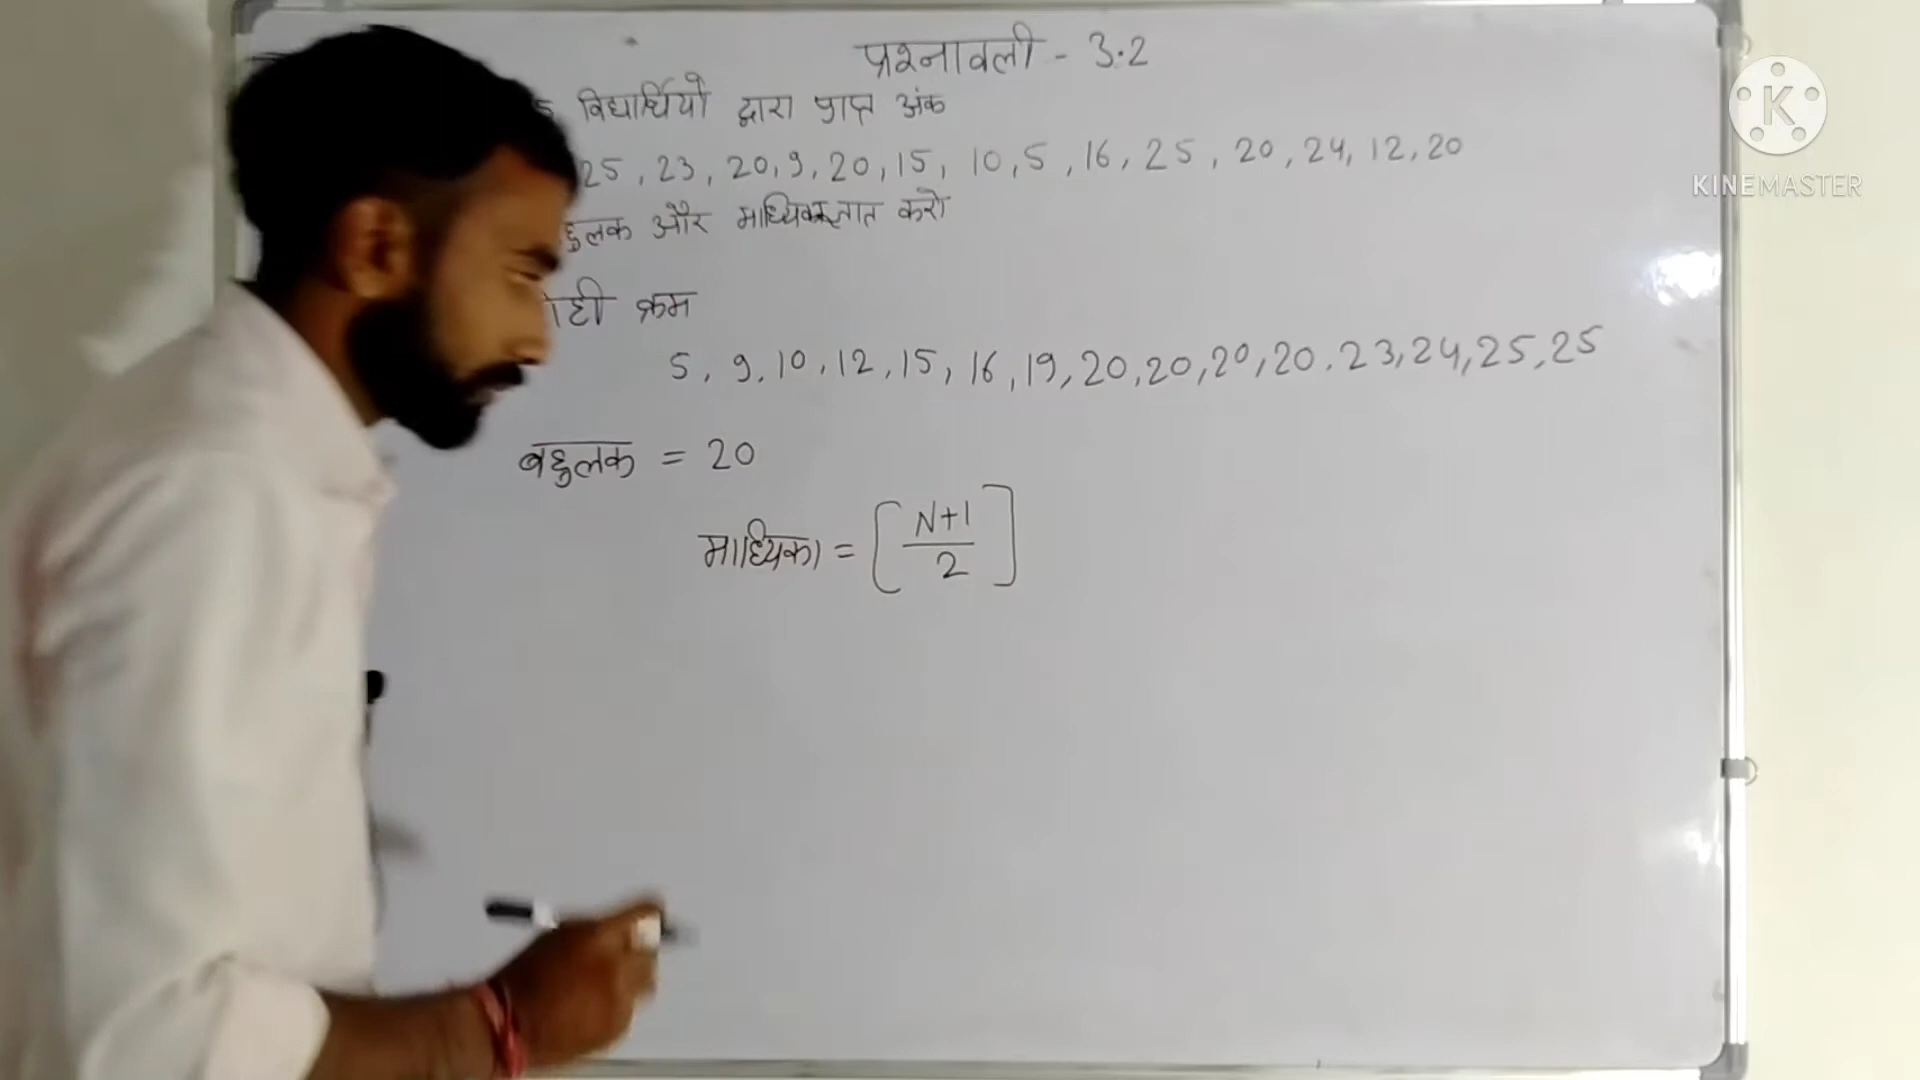 प्रश्नावली - 3.2
विद्यार्थियो द्वारा प्राप्त अंक
25, 23, 20, 9, 20, 15, 10, 5, 16, 25, 20, 24, 12, 20
और माध्यिका ज्ञात करो
क्रम
5, 9, 10, 12, 15, 16, 19, 20, 20, 20, 20, 23, 24, 25, 25
बहुलक = 20
माध्यिका = [N+1/2]
K
KINEMASTER